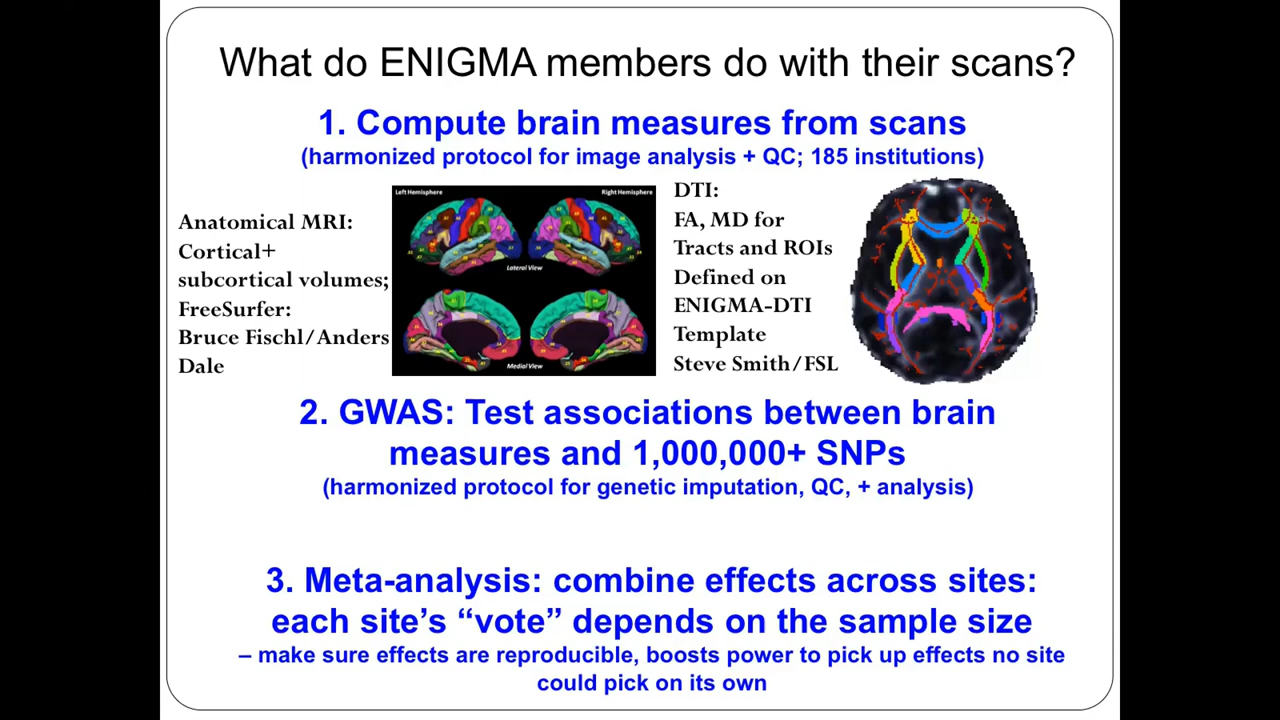 What do ENIGMA members do with their scans?
1. Compute brain measures from scans
(harmonized protocol for image analysis + QC; 185 institutions)
Anatomical MRI:
Cortical+
subcortical volumes;
FreeSurfer:
Bruce Fischl/Anders
Dale
Left Hemisphere
Right Hemisphere
Lateral View
Medial View
DTI:
FA, MD for
Tracts and ROIs
Defined on
ENIGMA-DTI
Template
Steve Smith/FSL
2. GWAS: Test associations between brain
measures and 1,000,000+ SNPs
(harmonized protocol for genetic imputation, QC, + analysis)
3. Meta-analysis: combine effects across sites:
each site’s “vote” depends on the sample size
– make sure effects are reproducible, boosts power to pick up effects no site
could pick on its own